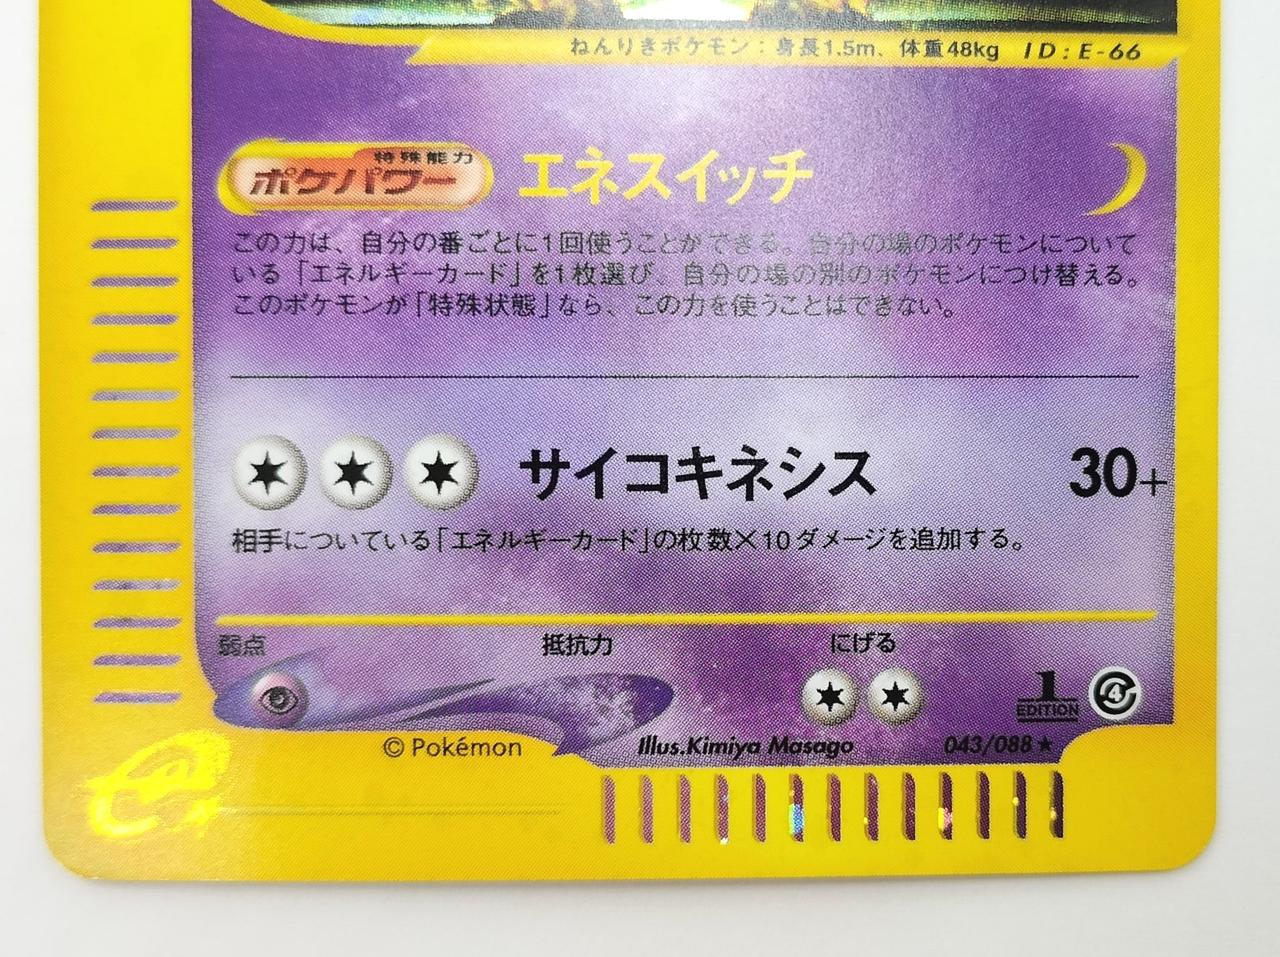 ねんりきポケモン：身長1.5m、体重48kg ID:E-66
特殊能力
ポケパワー エネスイッチ
この力は、自分の番ごとに1回使うことができる。自分の場のポケモンについて
いる「エネルギーカード」を1枚選び、自分の場の別のポケモンにつけ替える。
このポケモンが「特殊状態」なら、この力を使うことはできない。
サイコキネシス 30+
相手についている「エネルギーカード」の枚数×10ダメージを追加する。
弱点 抵抗力 にげる
1 EDITION 4
© Pokémon Illus.Kimiya Masago 043/088★
e